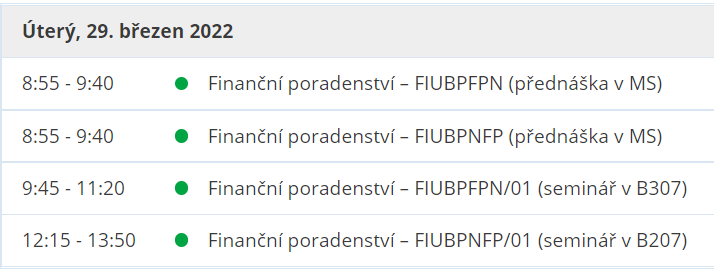 Úterý, 29. březen 2022
8:55 - 9:40 Finanční poradenství – FIUBPFPN (přednáška v MS)
8:55 - 9:40 Finanční poradenství – FIUBPNFP (přednáška v MS)
9:45 - 11:20 Finanční poradenství – FIUBPFPN/01 (seminář v B307)
12:15 - 13:50 Finanční poradenství – FIUBPNFP/01 (seminář v B207)